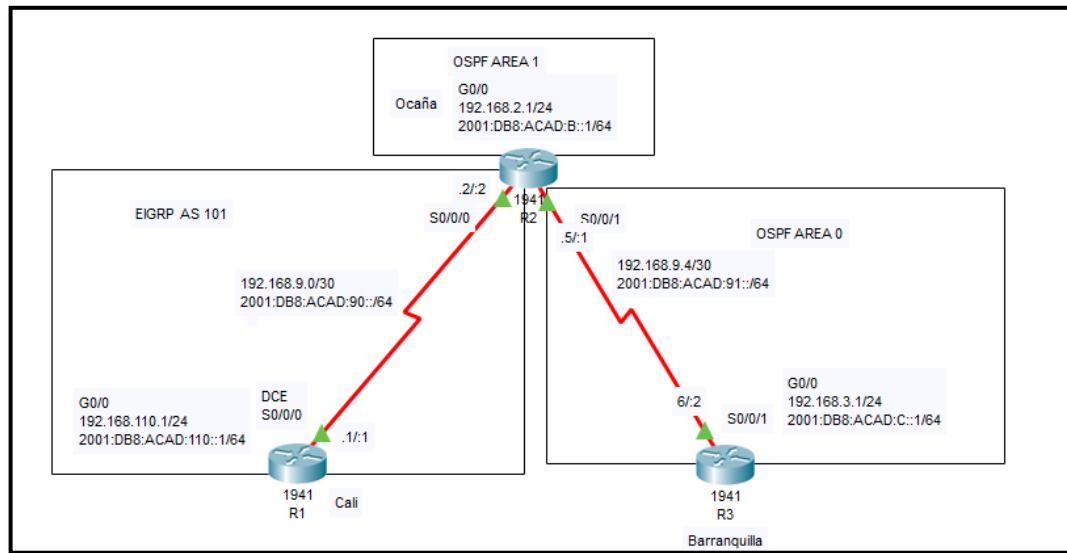 OSPF AREA 1
Ocaña
G0/0
192.168.2.1/24
2001:DB8:ACAD:B::1/64
.2/:2
1941
R2
S0/0/0
S0/0/1
.5/:1
EIGRP AS 101
OSPF AREA 0
192.168.9.0/30
2001:DB8:ACAD:90::/64
192.168.9.4/30
2001:DB8:ACAD:91::/64
G0/0
192.168.110.1/24
2001:DB8:ACAD:110::1/64
DCE
S0/0/0
.1/:1
1941
R1
Cali
6/:2
S0/0/1
G0/0
192.168.3.1/24
2001:DB8:ACAD:C::1/64
1941
R3
Barranquilla